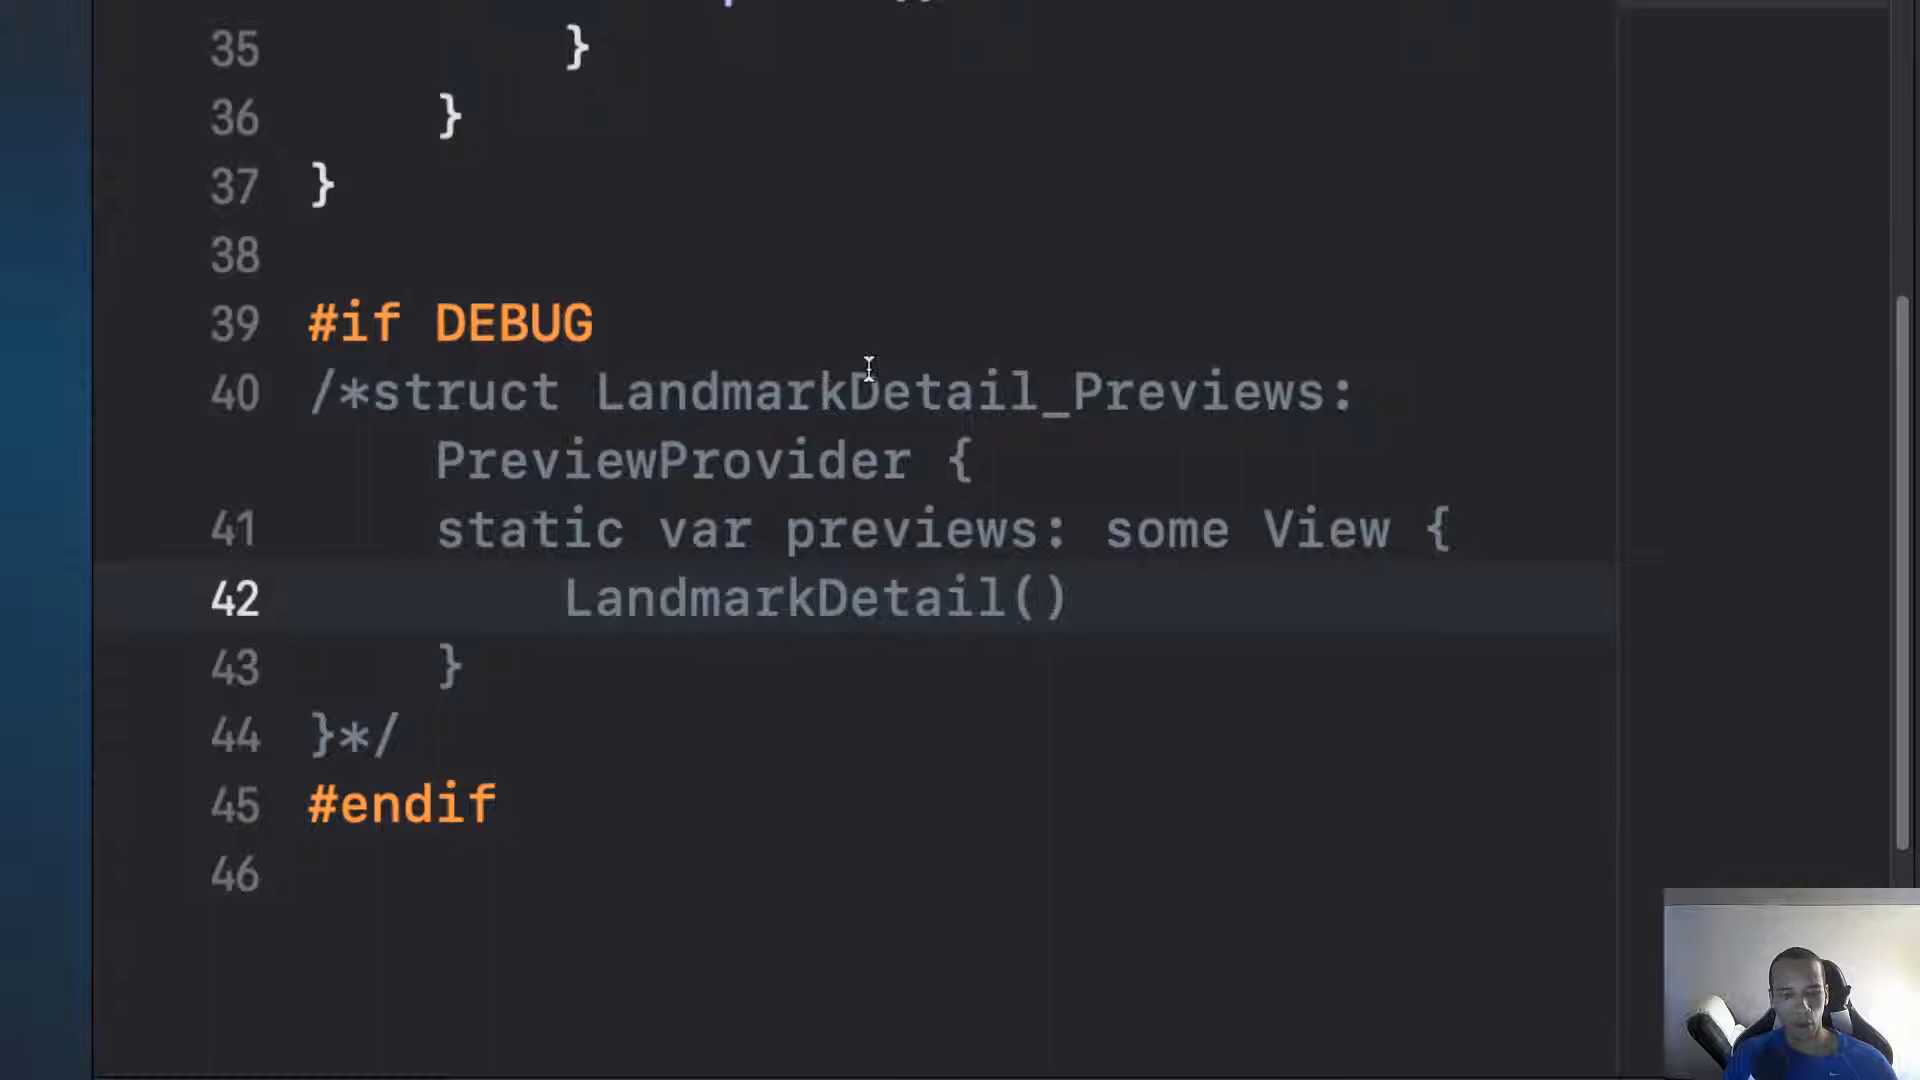 35 }
36 }
37 }
38
39 #if DEBUG
40 /*struct LandmarkDetail_Previews:
PreviewProvider {
41 static var previews: some View {
42 LandmarkDetail()
43 }
44 }*/
45 #endif
46